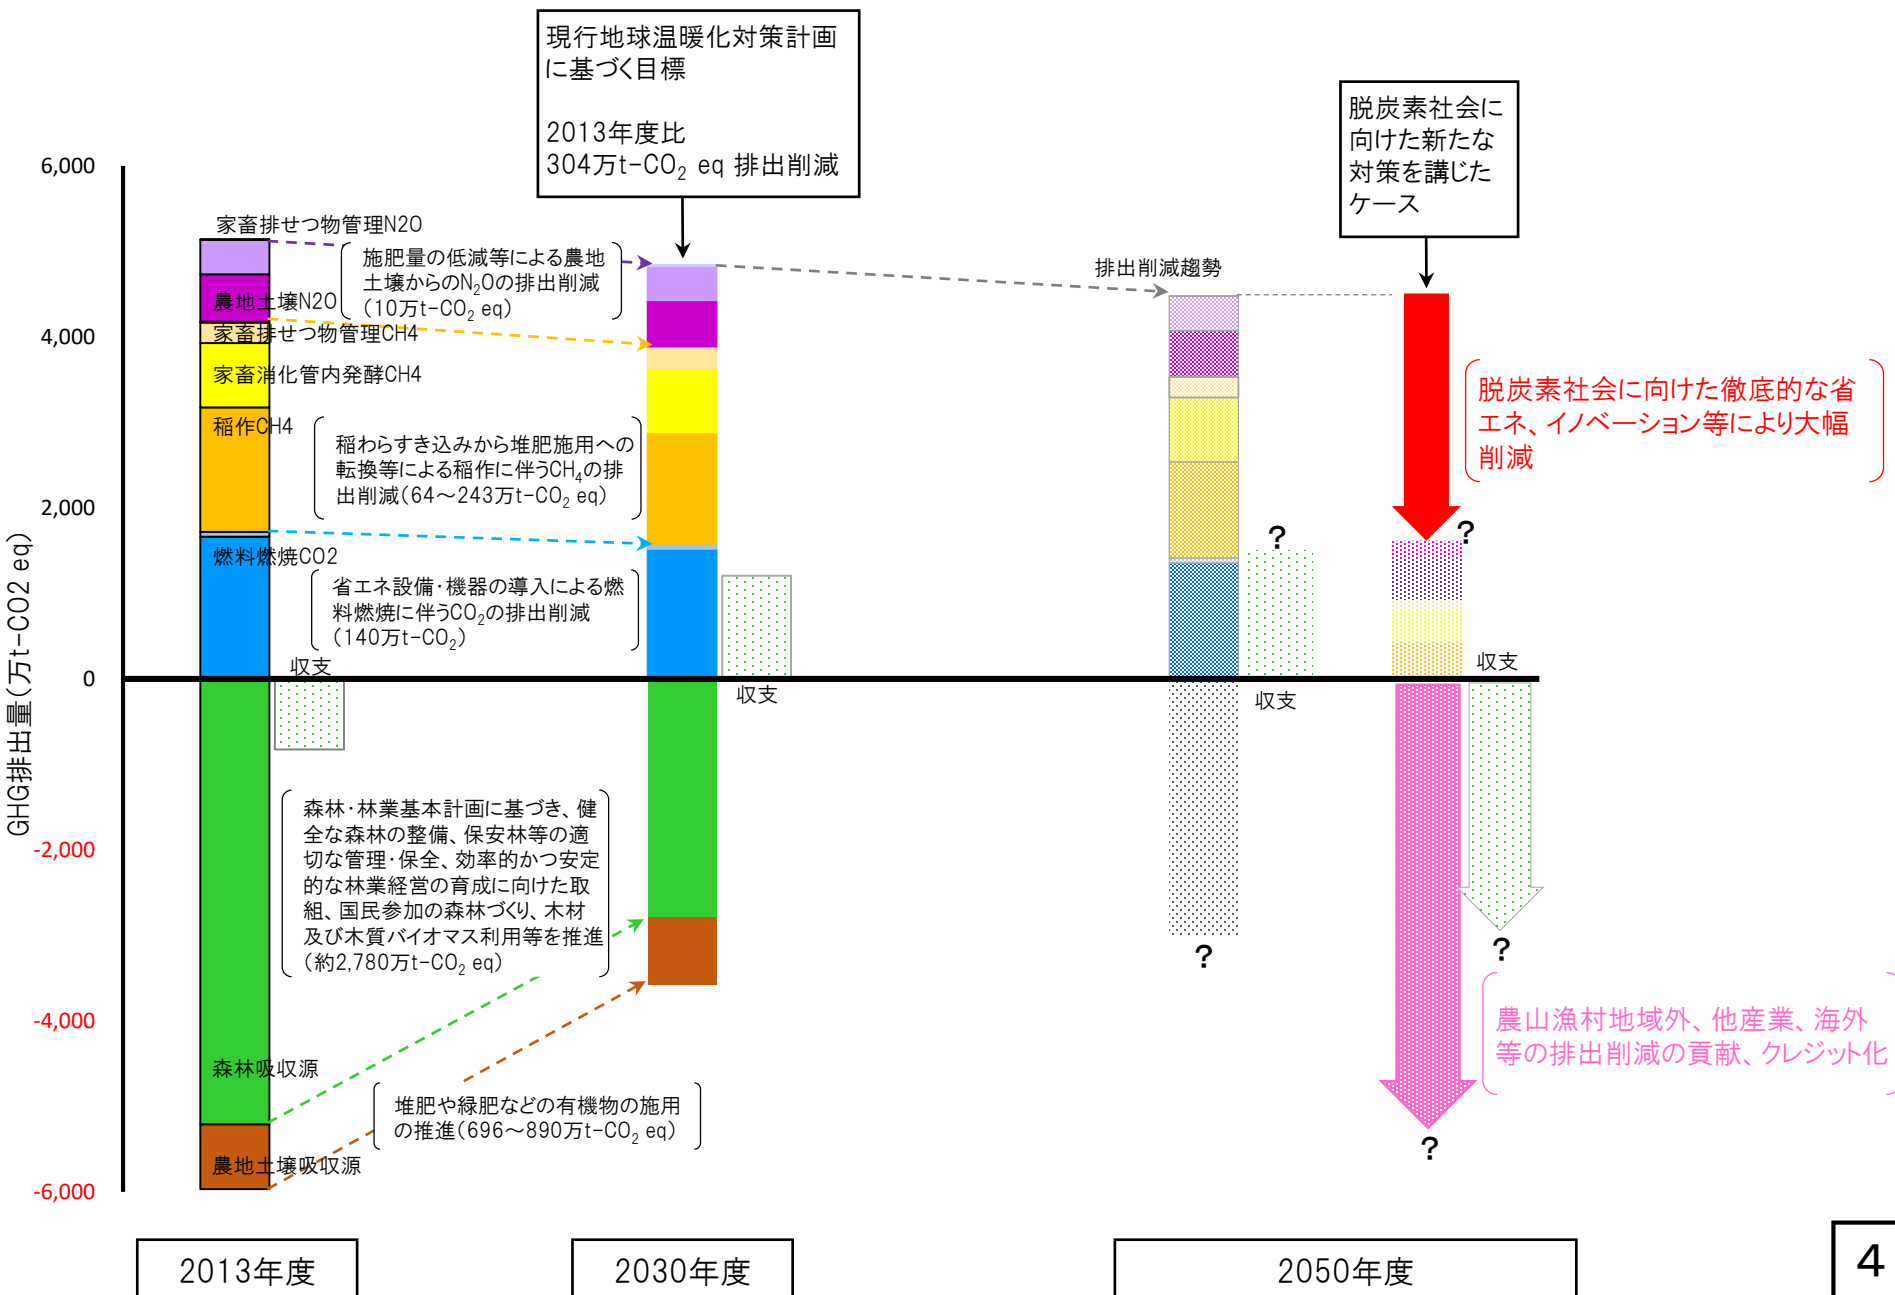 現行地球温暖化対策計画
に基づく目標
2013年度比
304万t-CO2 eq 排出削減
脱炭素社会に
向けた新たな
対策を講じた
ケース
GHG排出量(万t-CO2 eq)
6,000
4,000
2,000
0
-2,000
-4,000
-6,000
家畜排せつ物管理N2O
農地土壌N2O
家畜排せつ物管理CH4
家畜消化管内発酵CH4
稲作CH4
燃料燃焼CO2
収支
森林吸収源
農地土壌吸収源
施肥量の低減等による農地
土壌からのN2Oの排出削減
(10万t-CO2 eq)
稲わらすき込みから堆肥施用への
転換等による稲作に伴うCH4の排
出削減(64～243万t-CO2 eq)
省エネ設備・機器の導入による燃
料燃焼に伴うCO2の排出削減
(140万t-CO2)
森林・林業基本計画に基づき、健
全な森林の整備、保安林等の適
切な管理・保全、効率的かつ安定
的な林業経営の育成に向けた取
組、国民参加の森林づくり、木材
及び木質バイオマス利用等を推進
(約2,780万t-CO2 eq)
堆肥や緑肥などの有機物の施用
の推進(696～890万t-CO2 eq)
収支
排出削減趨勢
?
収支
?
脱炭素社会に向けた徹底的な省
エネ、イノベーション等により大幅
削減
?
収支
?
農山漁村地域外、他産業、海外
等の排出削減の貢献、クレジット化
?
2013年度
2030年度
2050年度
4